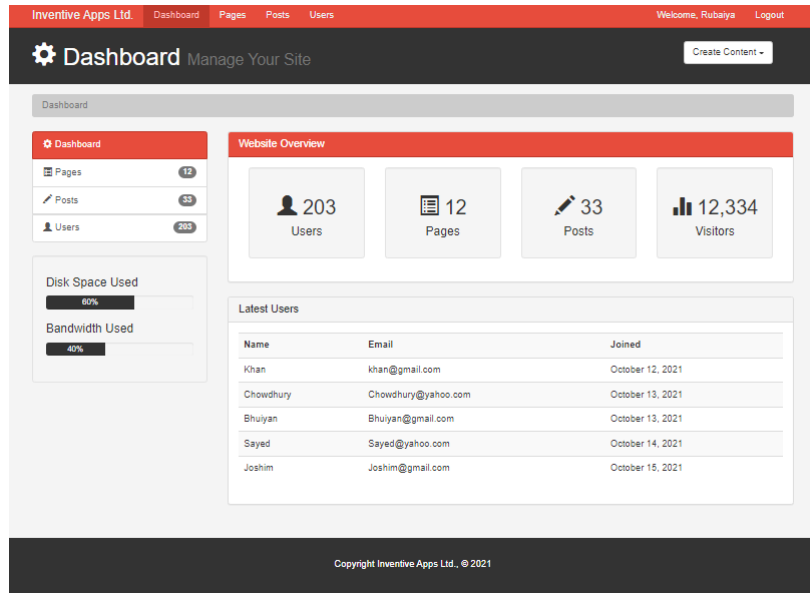 Inventive Apps Ltd. Dashboard Pages Posts Users Welcome, Rubaiya Logout
Dashboard Manage Your Site Create Content
Dashboard
Dashboard
Pages 12
Posts 33
Users 203
Disk Space Used
60%
Bandwidth Used
40%
Website Overview
203 12 33 12,334
Users Pages Posts Visitors
Latest Users
Name Email Joined
Khan khan@gmail.com October 12, 2021
Chowdhury Chowdhury@yahoo.com October 13, 2021
Bhuiyan Bhuiyan@gmail.com October 13, 2021
Sayed Sayed@yahoo.com October 14, 2021
Joshim Joshim@gmail.com October 15, 2021
Copyright Inventive Apps Ltd., © 2021